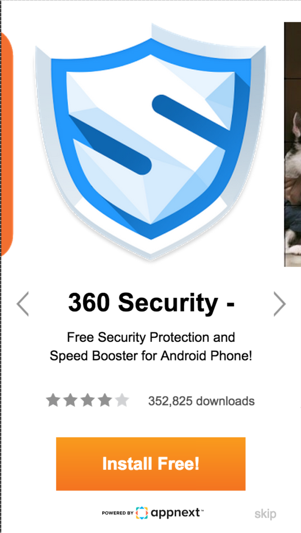 360 Security -
Free Security Protection and
Speed Booster for Android Phone!
352,825 downloads
Install Free!
POWERED BY appnext™
skip